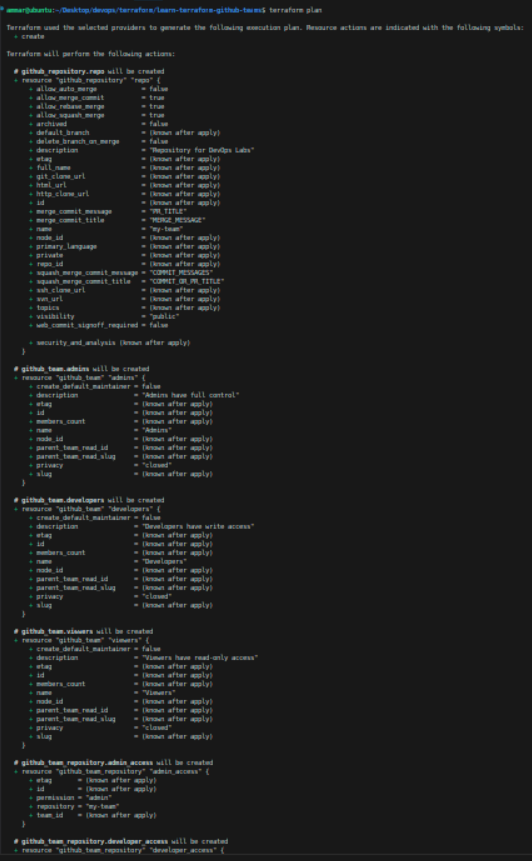 ammar@ubuntu:~/Desktop/devops/terraform/learn-terraform-github-teams$ terraform plan
Terraform used the selected providers to generate the following execution plan. Resource actions are indicated with the following symbols:
+ create
Terraform will perform the following actions:
# github_repository.repo will be created
+ resource "github_repository" "repo" {
+ allow_auto_merge = false
+ allow_merge_commit = true
+ allow_rebase_merge = true
+ allow_squash_merge = true
+ archived = false
+ default_branch = (known after apply)
+ delete_branch_on_merge = false
+ description = "Repository for DevOps Labs"
+ etag = (known after apply)
+ full_name = (known after apply)
+ git_clone_url = (known after apply)
+ html_url = (known after apply)
+ http_clone_url = (known after apply)
+ id = (known after apply)
+ merge_commit_message = "PR_TITLE"
+ merge_commit_title = "MERGE_MESSAGE"
+ name = "my-team"
+ node_id = (known after apply)
+ primary_language = (known after apply)
+ private = (known after apply)
+ repo_id = (known after apply)
+ squash_merge_commit_message = "COMMIT_MESSAGES"
+ squash_merge_commit_title = "COMMIT_OR_PR_TITLE"
+ ssh_clone_url = (known after apply)
+ svn_url = (known after apply)
+ topics = (known after apply)
+ visibility = "public"
+ web_commit_signoff_required = false
+ security_and_analysis (known after apply)
}
# github_team.admins will be created
+ resource "github_team" "admins" {
+ create_default_maintainer = false
+ description = "Admins have full control"
+ etag = (known after apply)
+ id = (known after apply)
+ members_count = (known after apply)
+ name = "Admins"
+ node_id = (known after apply)
+ parent_team_read_id = (known after apply)
+ parent_team_read_slug = (known after apply)
+ privacy = "closed"
+ slug = (known after apply)
}
# github_team.developers will be created
+ resource "github_team" "developers" {
+ create_default_maintainer = false
+ description = "Developers have write access"
+ etag = (known after apply)
+ id = (known after apply)
+ members_count = (known after apply)
+ name = "Developers"
+ node_id = (known after apply)
+ parent_team_read_id = (known after apply)
+ parent_team_read_slug = (known after apply)
+ privacy = "closed"
+ slug = (known after apply)
}
# github_team.viewers will be created
+ resource "github_team" "viewers" {
+ create_default_maintainer = false
+ description = "Viewers have read-only access"
+ etag = (known after apply)
+ id = (known after apply)
+ members_count = (known after apply)
+ name = "Viewers"
+ node_id = (known after apply)
+ parent_team_read_id = (known after apply)
+ parent_team_read_slug = (known after apply)
+ privacy = "closed"
+ slug = (known after apply)
}
# github_team_repository.admin_access will be created
+ resource "github_team_repository" "admin_access" {
+ etag = (known after apply)
+ id = (known after apply)
+ permission = "admin"
+ repository = "my-team"
+ team_id = (known after apply)
}
# github_team_repository.developer_access will be created
+ resource "github_team_repository" "developer_access" {